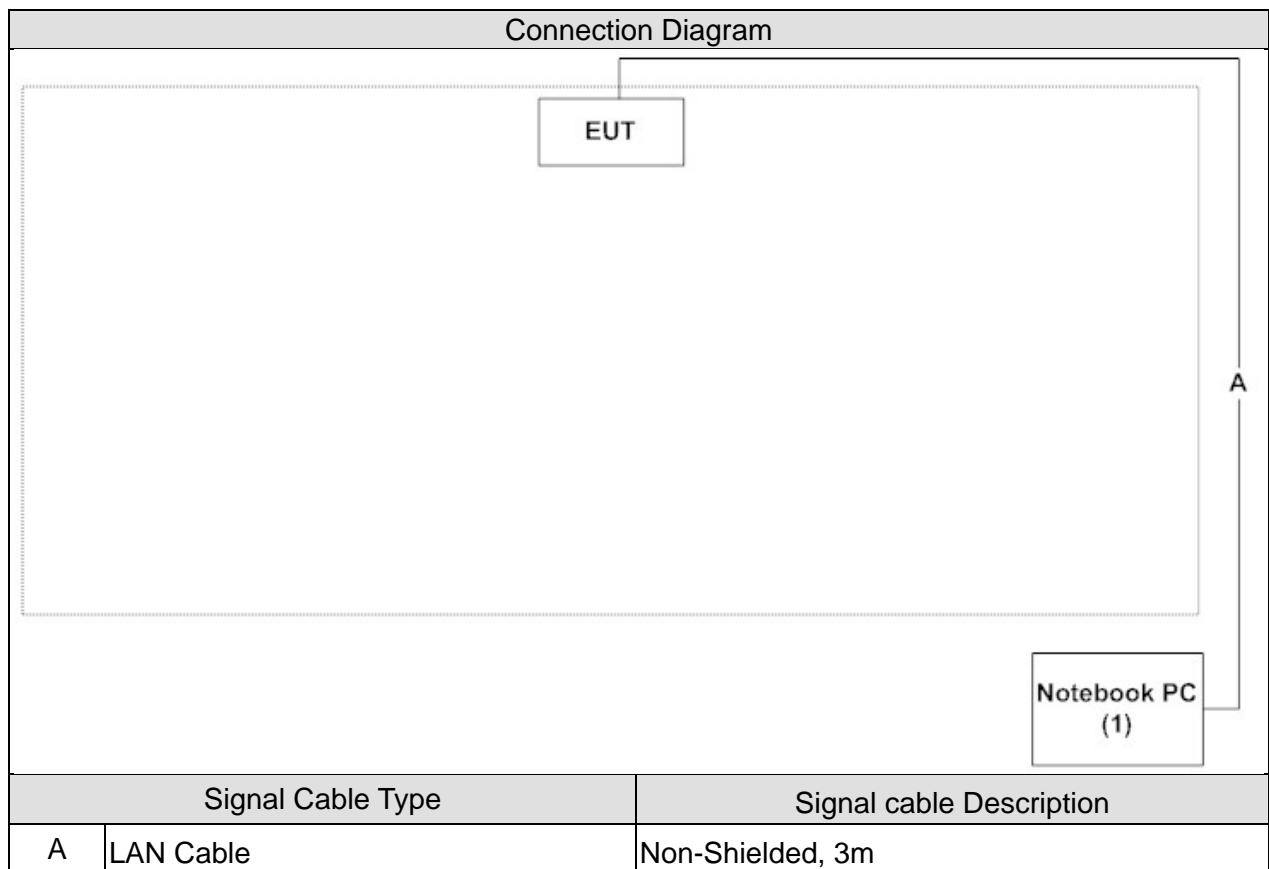 Connection Diagram
EUT
A
Notebook PC
(1)
Signal Cable Type Signal cable Description
A LAN Cable Non-Shielded, 3m